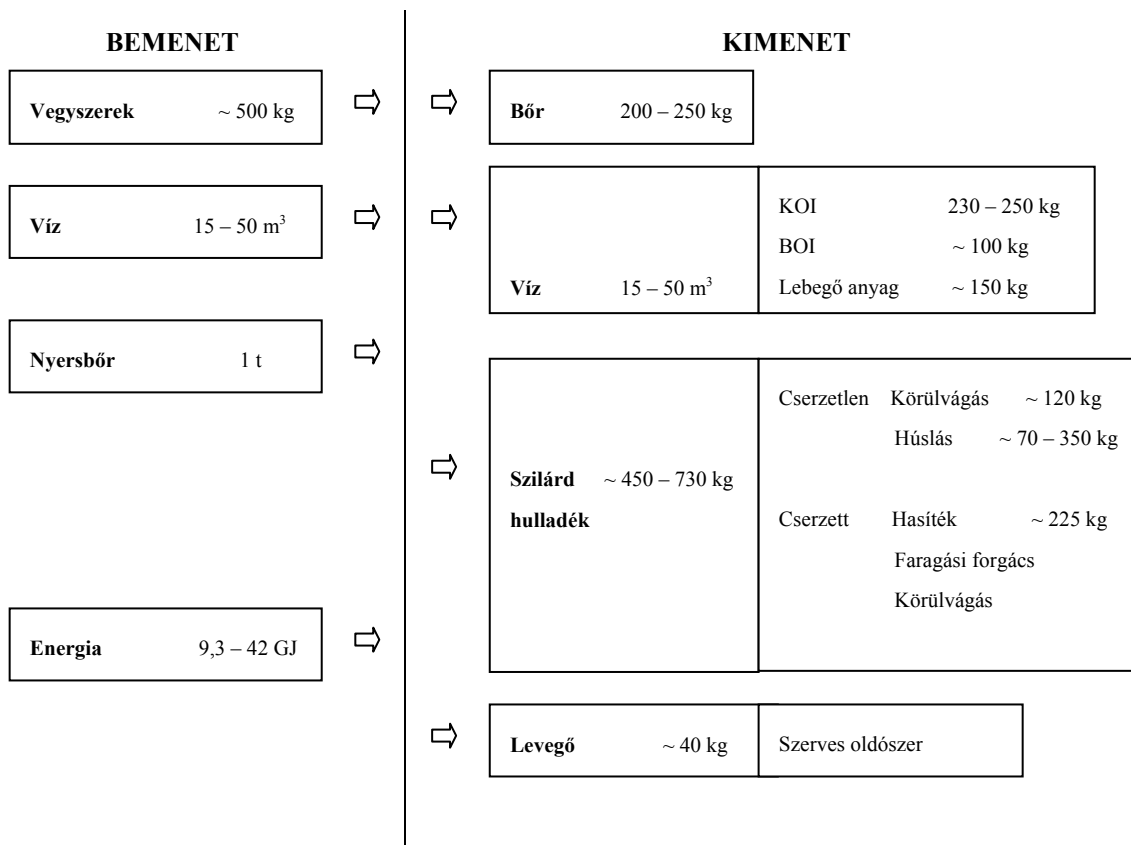 BEMENET
Vegyszerek ~ 500 kg
Víz 15 – 50 m³
Nyersbőr 1 t
Energia 9,3 – 42 GJ
KIMENET
Bőr 200 – 250 kg
Víz 15 – 50 m³
KOI 230 – 250 kg
BOI ~ 100 kg
Lebegő anyag ~ 150 kg
Szilárd ~ 450 – 730 kg
hulladék
Cserzetlen Körülvágás ~ 120 kg
Húslás ~ 70 – 350 kg
Cserzett Hasíték ~ 225 kg
Faragási forgács
Körülvágás
Levegő ~ 40 kg
Szerves oldószer